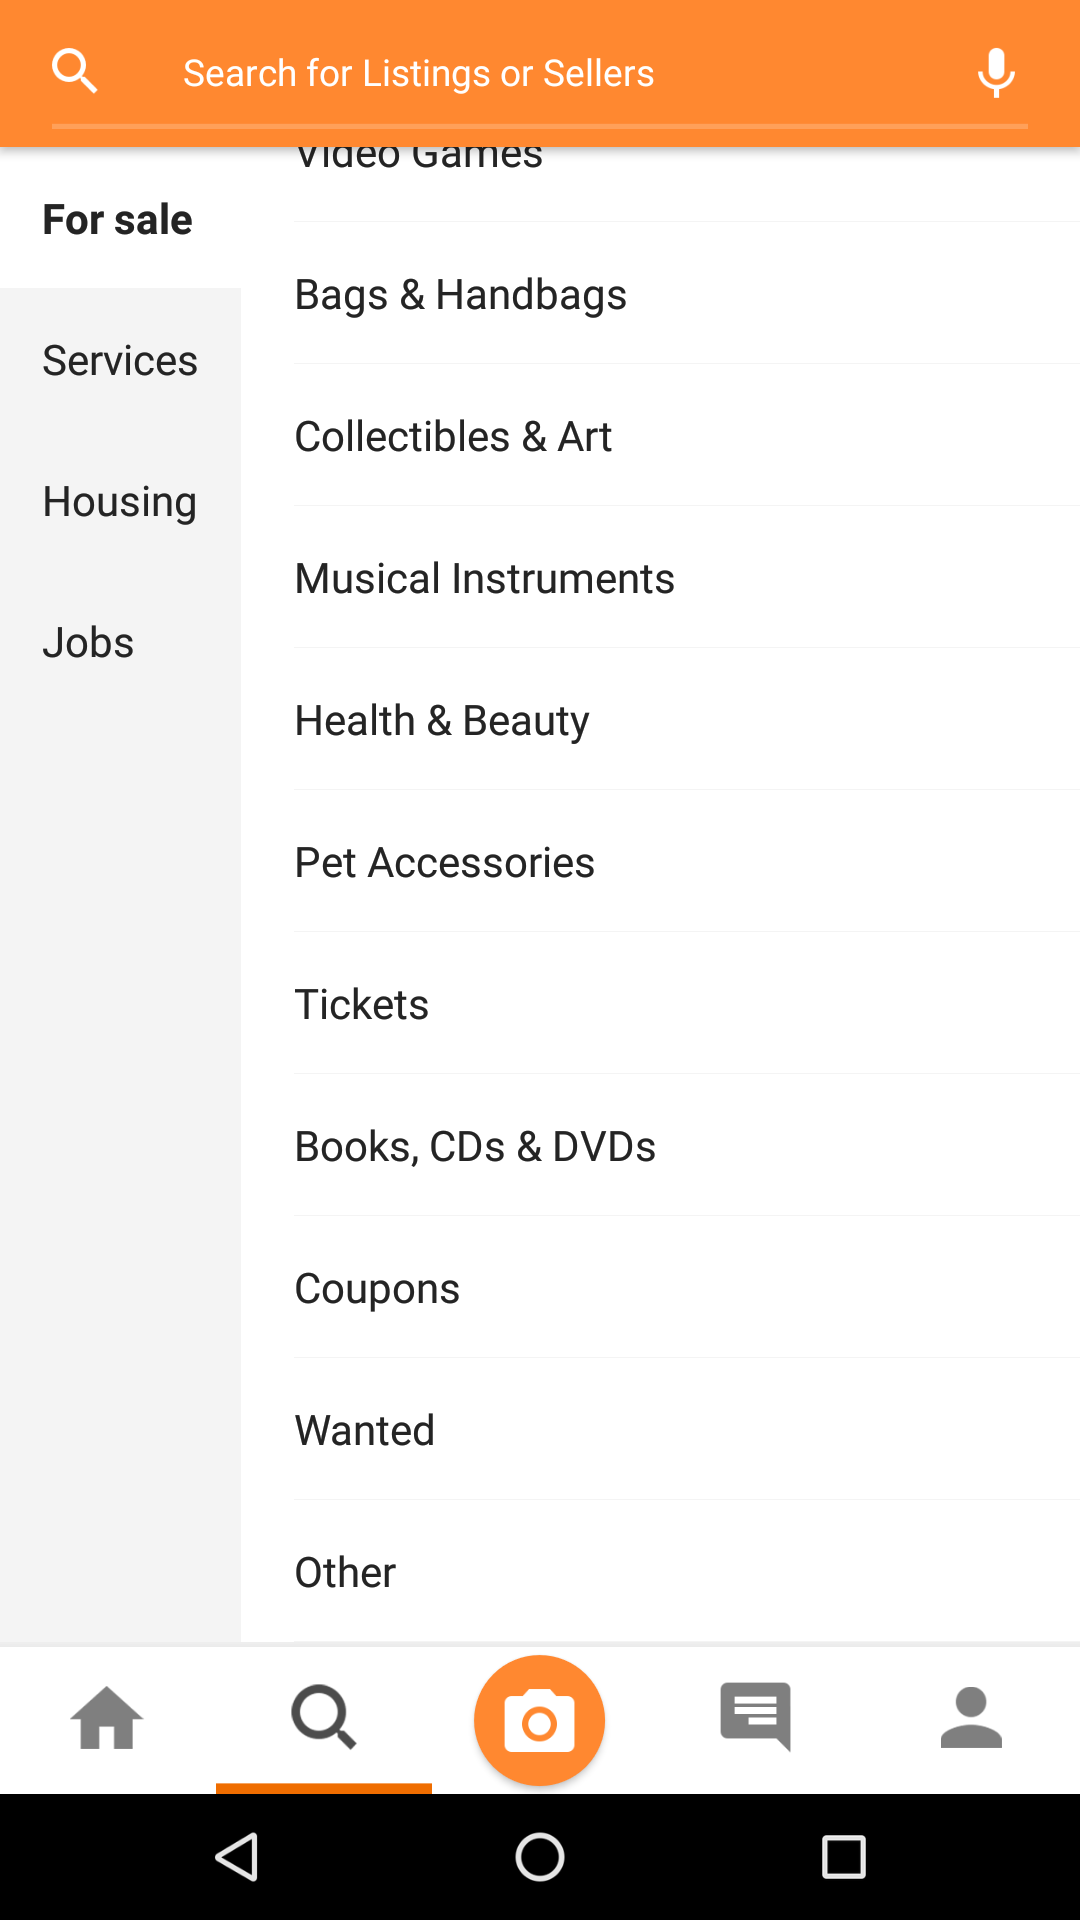 Search for Listings or Sellers
For sale
Services
Housing
Jobs
Video Games
Bags & Handbags
Collectibles & Art
Musical Instruments
Health & Beauty
Pet Accessories
Tickets
Books, CDs & DVDs
Coupons
Wanted
Other